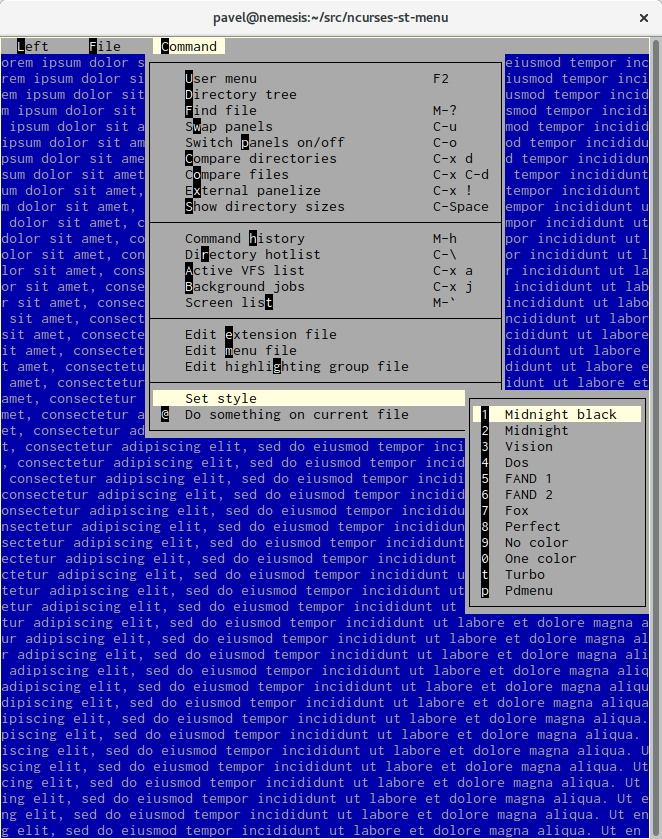 pavel@nemesis:~/src/ncurses-st-menu
Left File Command
orem ipsum dolor s eiusmod tempor inc
rem ipsum dolor si User menu F2 iusmod tempor inci
em ipsum dolor sit Directory tree usmod tempor incid
m ipsum dolor sit Find file M-? smod tempor incidi
ipsum dolor sit a Swap panels C-u mod tempor incidid
ipsum dolor sit am Switch panels on/off C-o od tempor incididu
psum dolor sit ame Compare directories C-x d d tempor incididun
sum dolor sit amet Compare files C-x C-d tempor incididunt
um dolor sit amet, External panelize C-x ! tempor incididunt
m dolor sit amet, Show directory sizes C-Space empor incididunt u
dolor sit amet, c mpor incididunt ut
dolor sit amet, co Command history M-h por incididunt ut
olor sit amet, con Directory hotlist C-\ or incididunt ut l
lor sit amet, cons Active VFS list C-x a r incididunt ut la
or sit amet, conse Background jobs C-x j incididunt ut lab
r sit amet, consec Screen list M-` incididunt ut labo
sit amet, consect ncididunt ut labor
sit amet, consecte Edit extension file cididunt ut labore
it amet, consectet Edit menu file ididunt ut labore
t amet, consectetu Edit highlighting group file didunt ut labore e
amet, consectetur idunt ut labore et
amet, consectetur Set style
met, consectetur a @ Do something on current file 1 Midnight black
et, consectetur ad 2 Midnight
t, consectetur adipiscing elit, sed do eiusmod tempor inci 3 Vision
, consectetur adipiscing elit, sed do eiusmod tempor incid 4 Dos
consectetur adipiscing elit, sed do eiusmod tempor incidi 5 FAND 1
consectetur adipiscing elit, sed do eiusmod tempor incidid 6 FAND 2
onsectetur adipiscing elit, sed do eiusmod tempor incididu 7 Fox
nsectetur adipiscing elit, sed do eiusmod tempor incididun 8 Perfect
sectetur adipiscing elit, sed do eiusmod tempor incididunt 9 No color
ectetur adipiscing elit, sed do eiusmod tempor incididunt 0 One color
ctetur adipiscing elit, sed do eiusmod tempor incididunt u t Turbo
tetur adipiscing elit, sed do eiusmod tempor incididunt ut p Pdmenu
etur adipiscing elit, sed do eiusmod tempor incididunt ut
tur adipiscing elit, sed do eiusmod tempor incididunt ut labore et dolore magna a
ur adipiscing elit, sed do eiusmod tempor incididunt ut labore et dolore magna al
r adipiscing elit, sed do eiusmod tempor incididunt ut labore et dolore magna ali
adipiscing elit, sed do eiusmod tempor incididunt ut labore et dolore magna aliq
adipiscing elit, sed do eiusmod tempor incididunt ut labore et dolore magna aliqu
dipiscing elit, sed do eiusmod tempor incididunt ut labore et dolore magna aliqua
ipiscing elit, sed do eiusmod tempor incididunt ut labore et dolore magna aliqua.
piscing elit, sed do eiusmod tempor incididunt ut labore et dolore magna aliqua.
iscing elit, sed do eiusmod tempor incididunt ut labore et dolore magna aliqua. U
scing elit, sed do eiusmod tempor incididunt ut labore et dolore magna aliqua. Ut
cing elit, sed do eiusmod tempor incididunt ut labore et dolore magna aliqua. Ut
ing elit, sed do eiusmod tempor incididunt ut labore et dolore magna aliqua. Ut e
ng elit, sed do eiusmod tempor incididunt ut labore et dolore magna aliqua. Ut en
g elit, sed do eiusmod tempor incididunt ut labore et dolore magna aliqua. Ut en